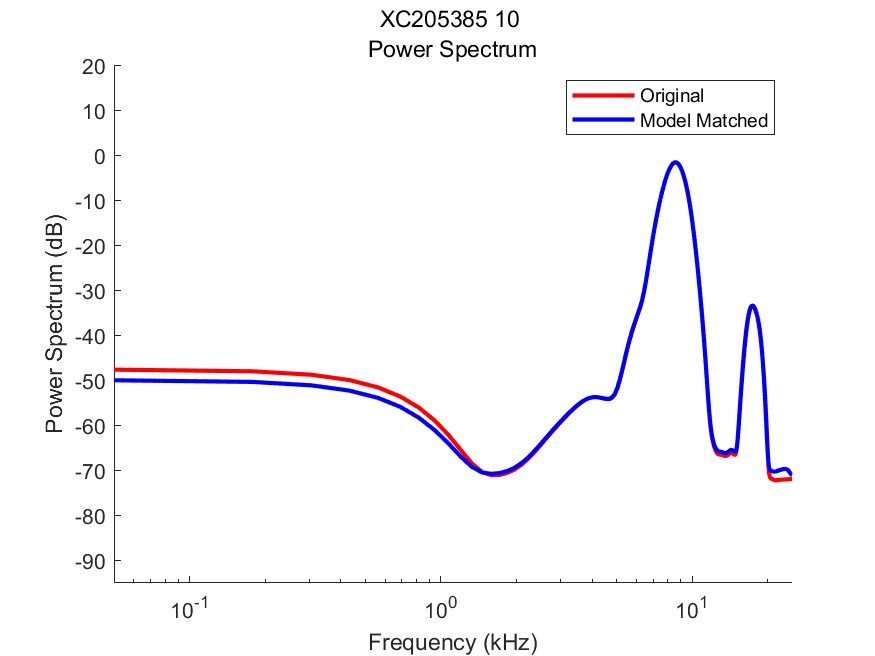 XC205385 10
Power Spectrum
20
10
0
-10
-20
-30
-40
-50
-60
-70
-80
-90
Power Spectrum (dB)
Original
Model Matched
10^-1
10^0
10^1
Frequency (kHz)